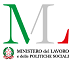 ML
MINISTERO del LAVORO
e delle POLITICHE SOCIALI